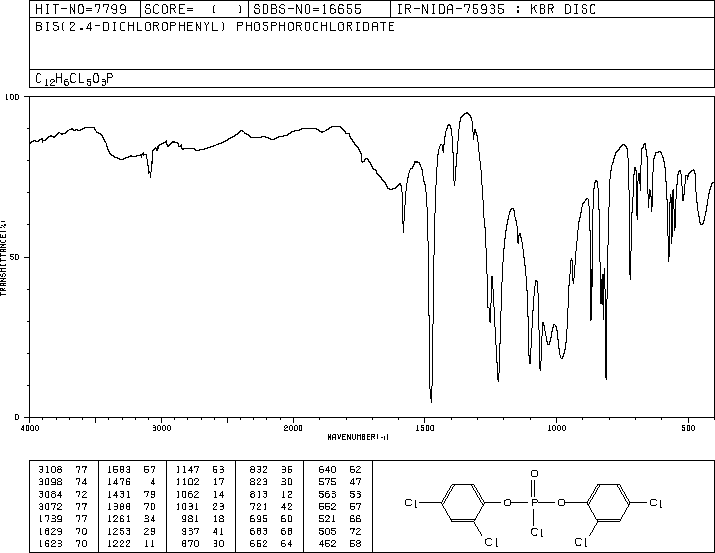 HIT-NO=7799 SCORE= ( ) SDBS-NO=16655 IR-NIDA-75935 : KBR DISC
BIS(2,4-DICHLOROPHENYL) PHOSPHOROCHLORIDATE
C12H6CL5O3P
100
50
0
TRANSMITTANCE(%)
4000 3000 2000 1500 1000 500
WAVENUMBER(-1)
3108 77 1583 57 1147 53 832 35 640 62
3098 74 1476 4 1102 17 823 30 575 47
3084 72 1431 79 1062 14 813 12 563 53
3072 77 1388 70 1031 23 721 42 552 57
1739 77 1261 34 981 18 695 60 521 66
1629 70 1253 29 937 41 683 68 505 72
1623 70 1222 11 870 30 652 64 452 58
O
Cl O P O Cl
Cl Cl Cl